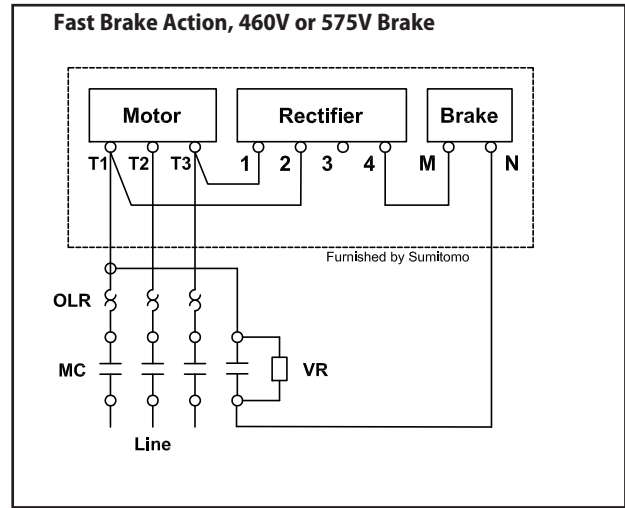 Fast Brake Action, 460V or 575V Brake
Motor Rectifier Brake
T1 T2 T3 1 2 3 4 M N
Furnished by Sumitomo
OLR
MC VR
Line